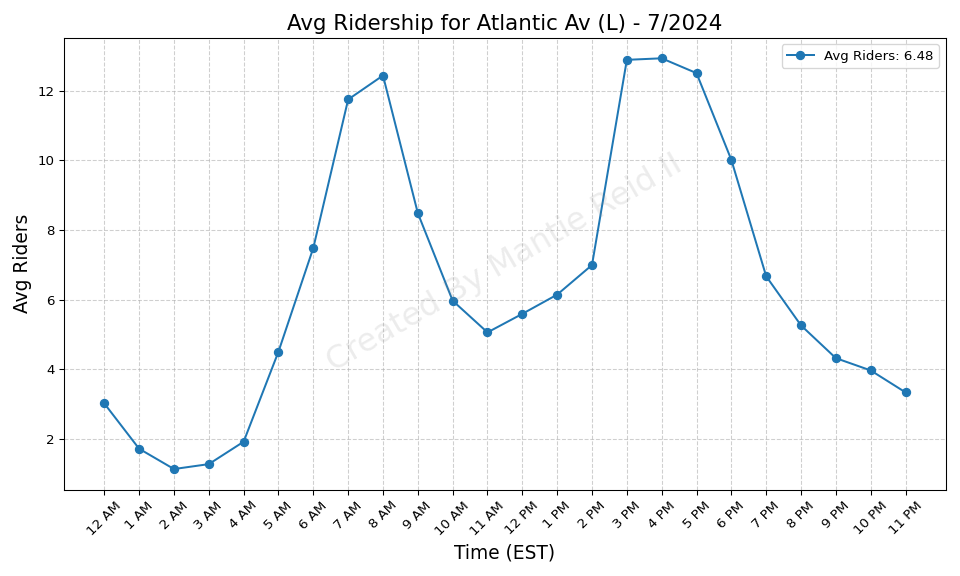 Avg Ridership for Atlantic Av (L) - 7/2024
Avg Riders: 6.48
Avg Riders
12
10
8
6
4
2
Created By Mantle Reid II
12 AM
1 AM
2 AM
3 AM
4 AM
5 AM
6 AM
7 AM
8 AM
9 AM
10 AM
11 AM
12 PM
1 PM
2 PM
3 PM
4 PM
5 PM
6 PM
7 PM
8 PM
9 PM
10 PM
11 PM
Time (EST)